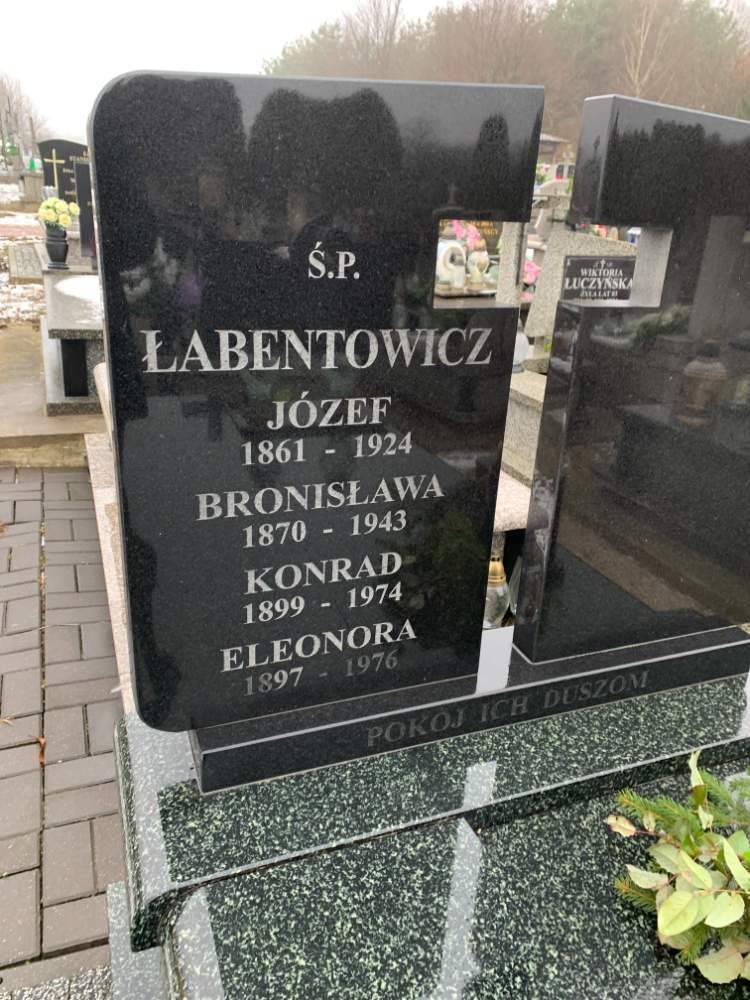 Ś.P.
ŁABENTOWICZ
JÓZEF
1861 - 1924
BRONISŁAWA
1870 - 1943
KONRAD
1899 - 1974
ELEONORA
1897 - 1976
POKÓJ ICH DUSZOM
WIKTORIA
ŁUCZYŃSKA